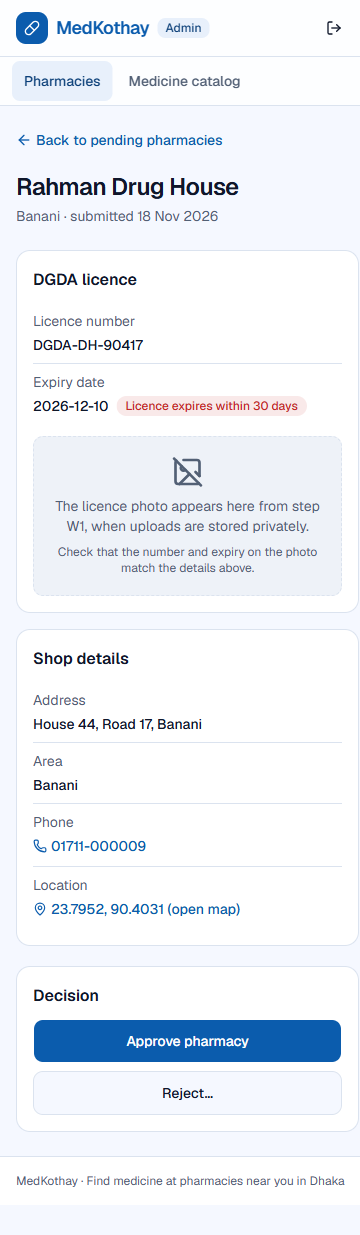 MedKothay Admin
Pharmacies Medicine catalog
← Back to pending pharmacies
Rahman Drug House
Banani · submitted 18 Nov 2026
DGDA licence
Licence number
DGDA-DH-90417
Expiry date
2026-12-10 Licence expires within 30 days
The licence photo appears here from step
W1, when uploads are stored privately.
Check that the number and expiry on the photo
match the details above.
Shop details
Address
House 44, Road 17, Banani
Area
Banani
Phone
01711-000009
Location
23.7952, 90.4031 (open map)
Decision
Approve pharmacy
Reject...
MedKothay · Find medicine at pharmacies near you in Dhaka